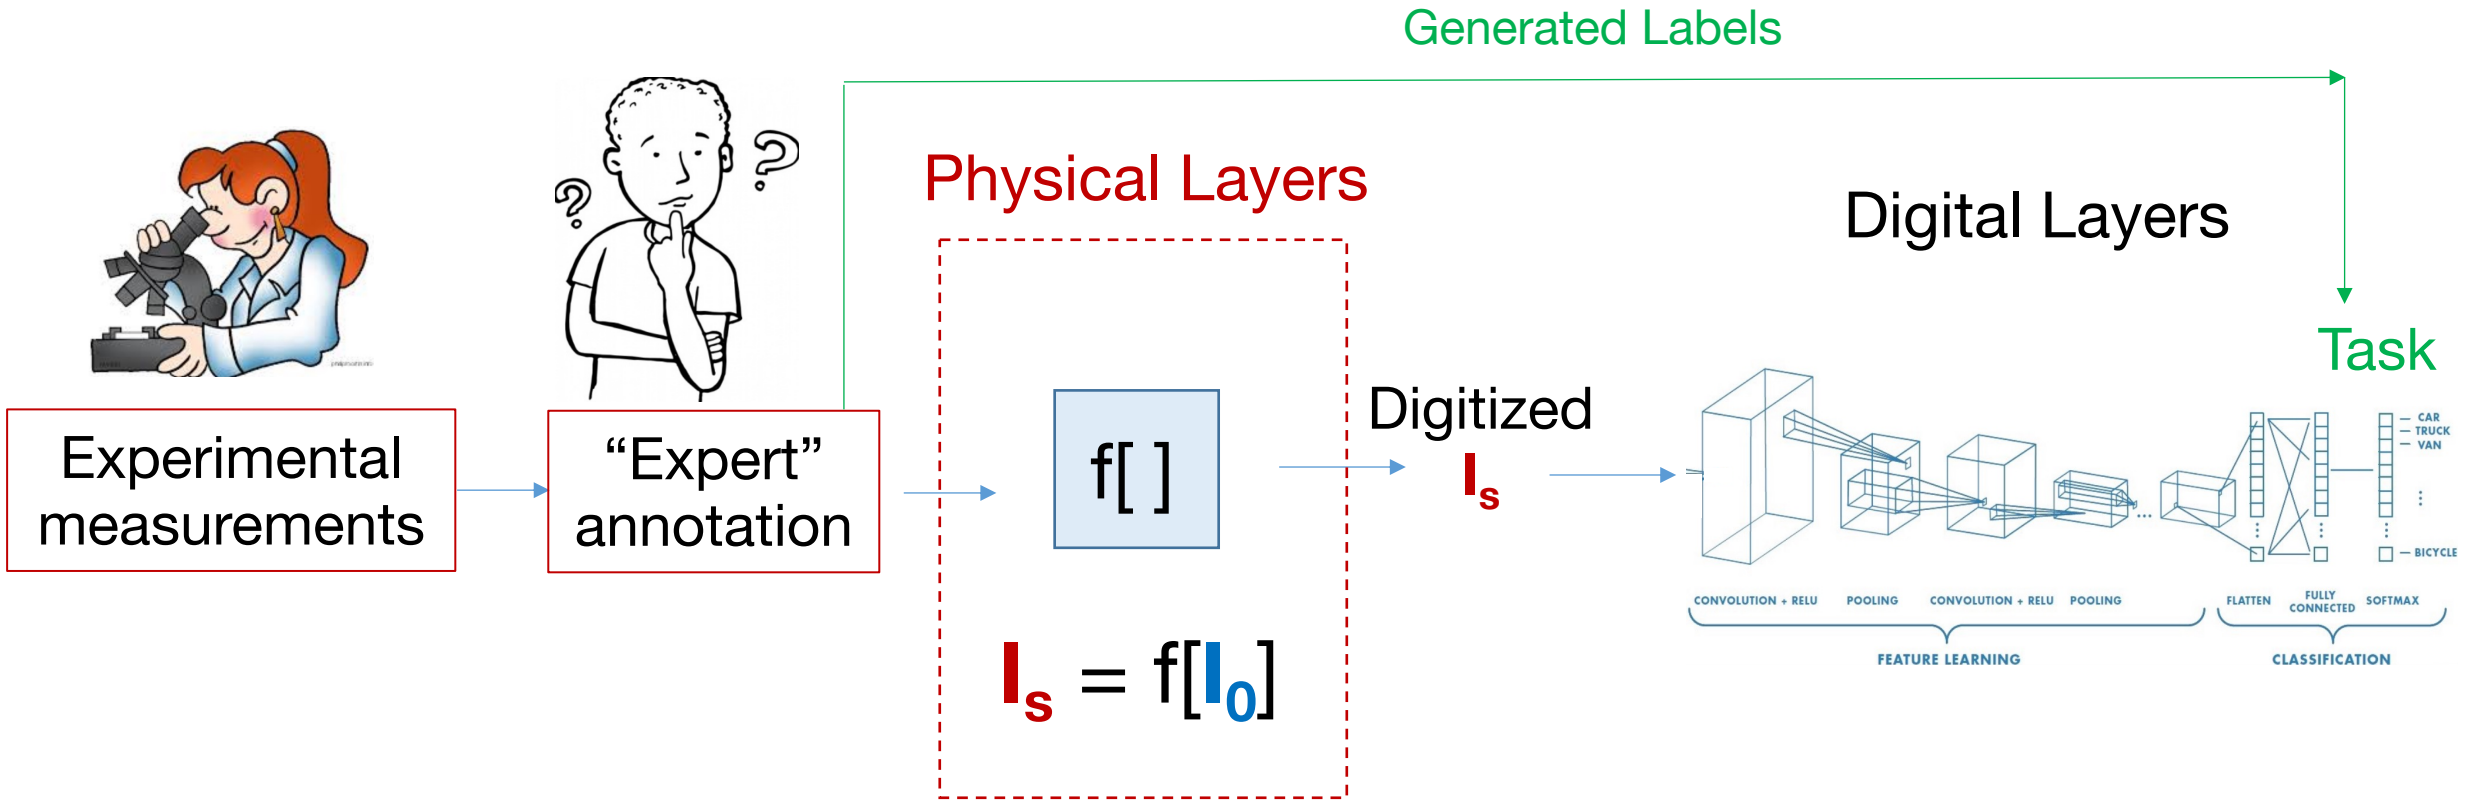 Generated Labels
Physical Layers
Digital Layers
Task
Experimental
measurements
“Expert”
annotation
f[ ]
Digitized
Is
Is = f[I0]
CAR
TRUCK
VAN
BICYCLE
CONVOLUTION + RELU
POOLING
CONVOLUTION + RELU
POOLING
FLATTEN
FULLY
CONNECTED
SOFTMAX
FEATURE LEARNING
CLASSIFICATION